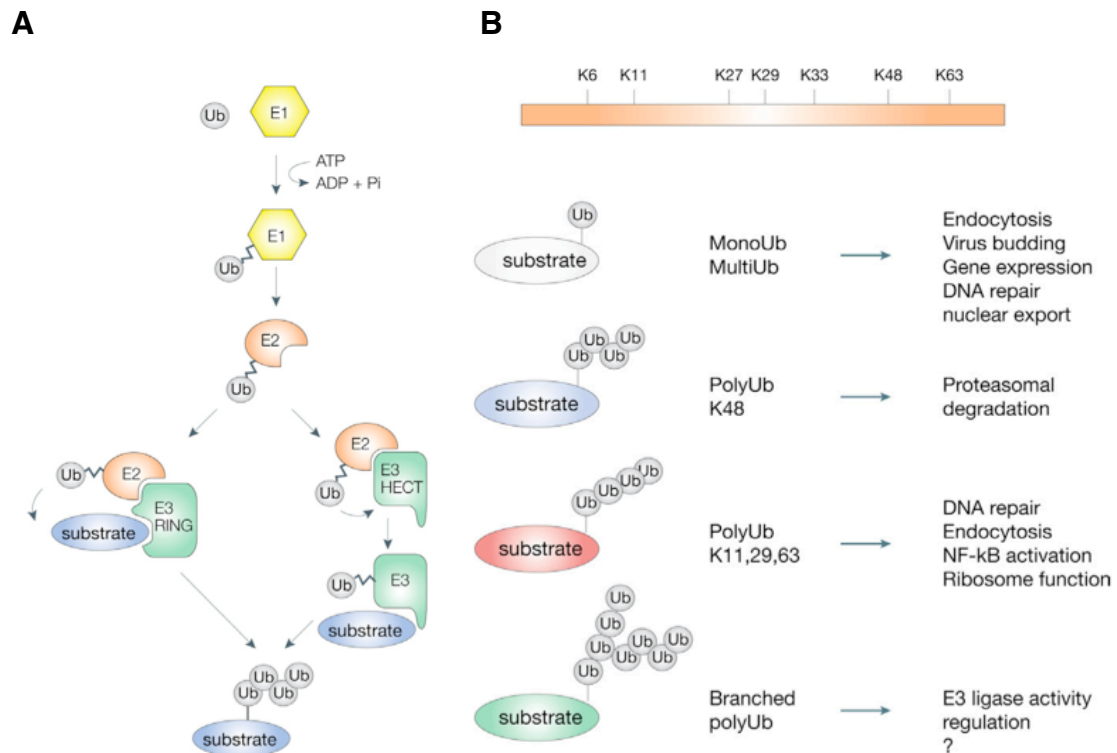 A
Ub
E1
ATP
ADP + Pi
E1
Ub
E2
Ub
Ub
E2
E3
RING
substrate
E2
E3
HECT
Ub
Ub
E3
substrate
Ub
Ub
Ub
Ub
Ub
substrate
B
K6 K11 K27 K29 K33 K48 K63
Ub
substrate
MonoUb
MultiUb
Endocytosis
Virus budding
Gene expression
DNA repair
nuclear export
Ub
Ub
Ub
Ub
substrate
PolyUb
K48
Proteasomal
degradation
Ub
Ub
Ub
Ub
substrate
PolyUb
K11,29,63
DNA repair
Endocytosis
NF-kB activation
Ribosome function
Ub
Ub
Ub
Ub
Ub
Ub
Ub
Ub
substrate
Branched
polyUb
E3 ligase activity
regulation
?